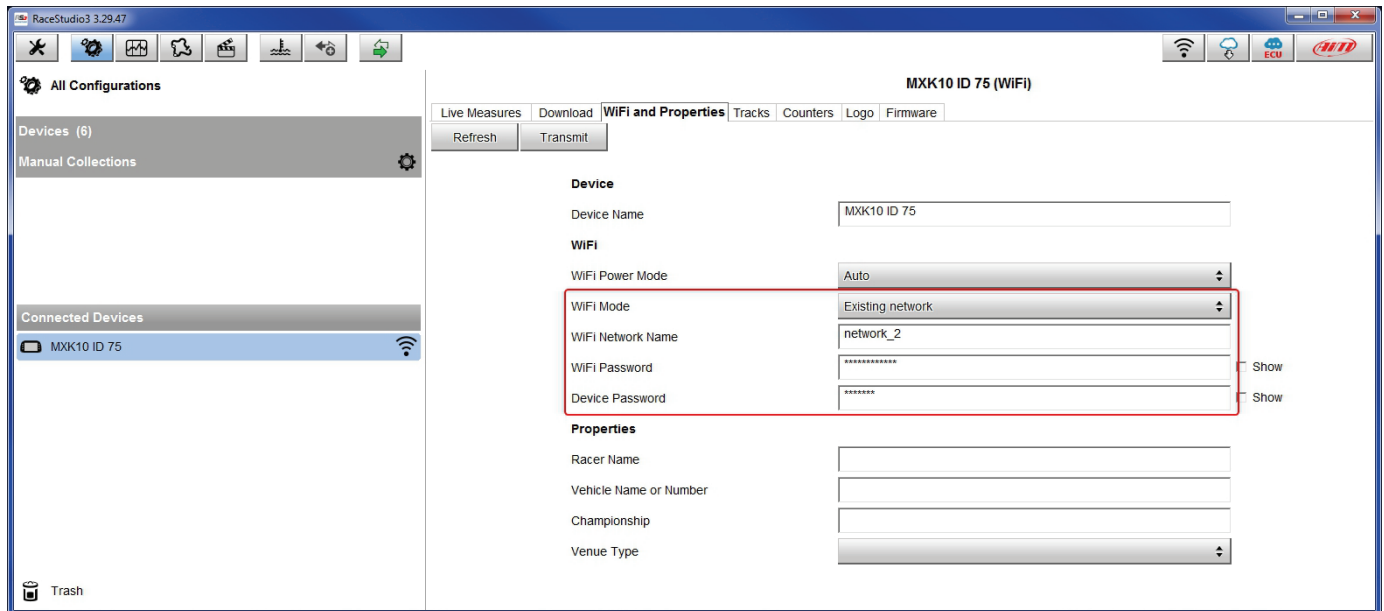 RaceStudio3 3.29.47
ECU
AiM
All Configurations
MXK10 ID 75 (WiFi)
Live Measures Download WiFi and Properties Tracks Counters Logo Firmware
Devices (6)
Refresh Transmit
Manual Collections
Device
Device Name MXK10 ID 75
WiFi
WiFi Power Mode Auto
WiFi Mode Existing network
Connected Devices
WiFi Network Name network_2
MXK10 ID 75
WiFi Password ************ Show
Device Password ******* Show
Properties
Racer Name
Vehicle Name or Number
Championship
Venue Type
Trash